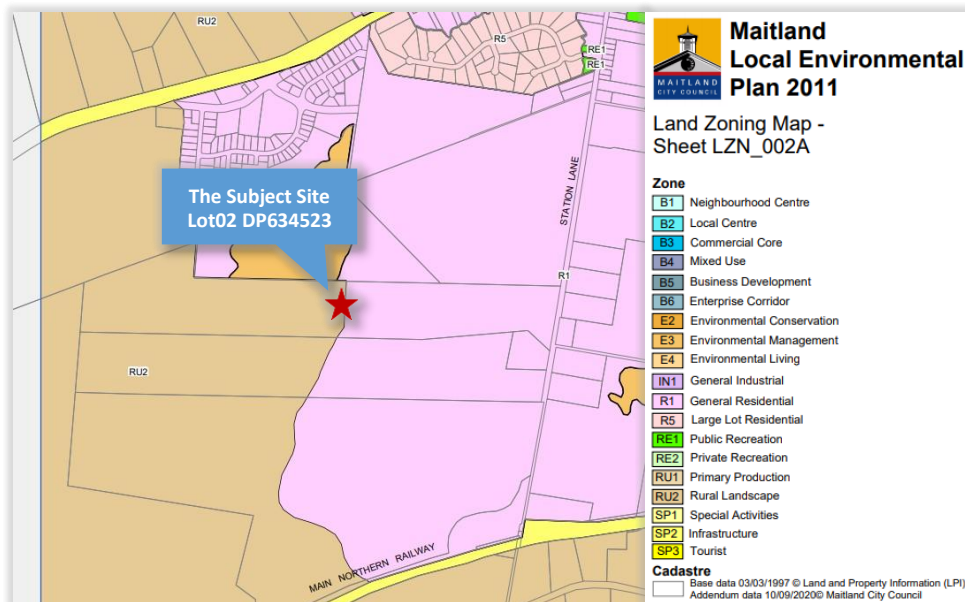 RU2
R5
RE1
RE1
The Subject Site
Lot02 DP634523
STATION LANE
R1
RU2
MAIN NORTHERN RAILWAY
MAITLAND
CITY COUNCIL
Maitland
Local Environmental
Plan 2011
Land Zoning Map -
Sheet LZN_002A
Zone
B1 Neighbourhood Centre
B2 Local Centre
B3 Commercial Core
B4 Mixed Use
B5 Business Development
B6 Enterprise Corridor
E2 Environmental Conservation
E3 Environmental Management
E4 Environmental Living
IN1 General Industrial
R1 General Residential
R5 Large Lot Residential
RE1 Public Recreation
RE2 Private Recreation
RU1 Primary Production
RU2 Rural Landscape
SP1 Special Activities
SP2 Infrastructure
SP3 Tourist
Cadastre
Base data 03/03/1997 © Land and Property Information (LPI)
Addendum data 10/09/2020© Maitland City Council